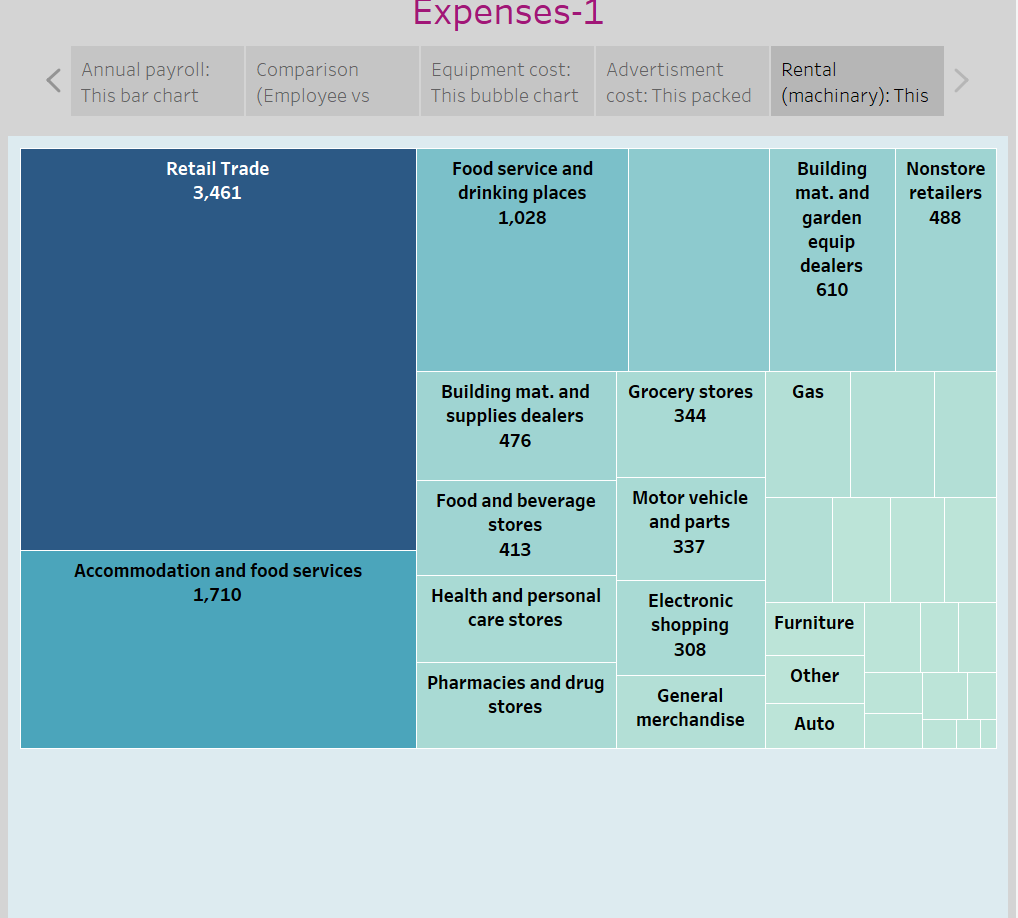 Expenses-1
Annual payroll:
This bar chart
Comparison
(Employee vs
Equipment cost:
This bubble chart
Advertisment
cost: This packed
Rental
(machinary): This
Retail Trade
3,461
Accommodation and food services
1,710
Food service and
drinking places
1,028
Building
mat. and
garden
equip
dealers
610
Nonstore
retailers
488
Building mat. and
supplies dealers
476
Food and beverage
stores
413
Health and personal
care stores
Pharmacies and drug
stores
Grocery stores
344
Motor vehicle
and parts
337
Electronic
shopping
308
General
merchandise
Gas
Furniture
Other
Auto